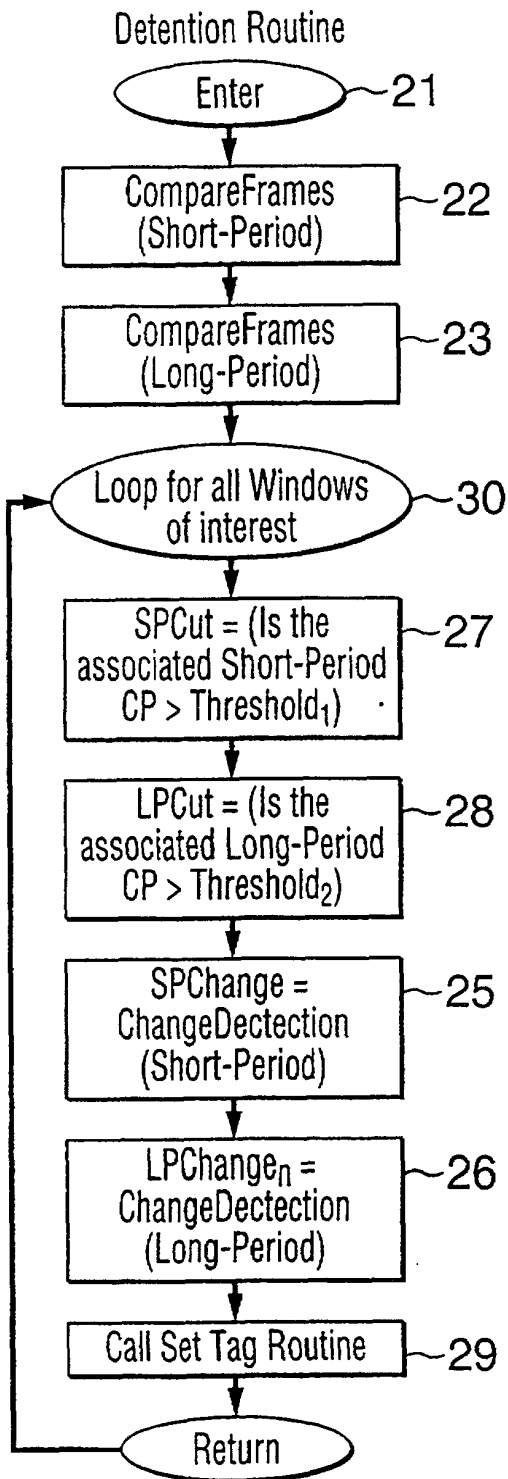 Detention Routine
Enter
21
CompareFrames
(Short-Period)
22
CompareFrames
(Long-Period)
23
Loop for all Windows
of interest
30
SPCut = (Is the
associated Short-Period
CP > Threshold₁)
27
LPCut = (Is the
associated Long-Period
CP > Threshold₂)
28
SPChange =
ChangeDectection
(Short-Period)
25
LPChangeₙ =
ChangeDectection
(Long-Period)
26
Call Set Tag Routine
29
Return